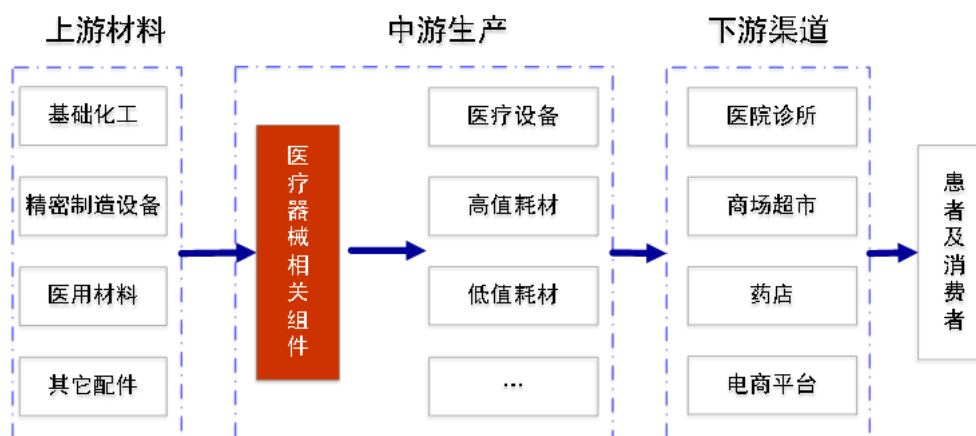 上游材料
中游生产
下游渠道
基础化工
精密制造设备
医用材料
其它配件
医疗器械相关组件
医疗设备
高值耗材
低值耗材
…
医院诊所
商场超市
药店
电商平台
患者及消费者